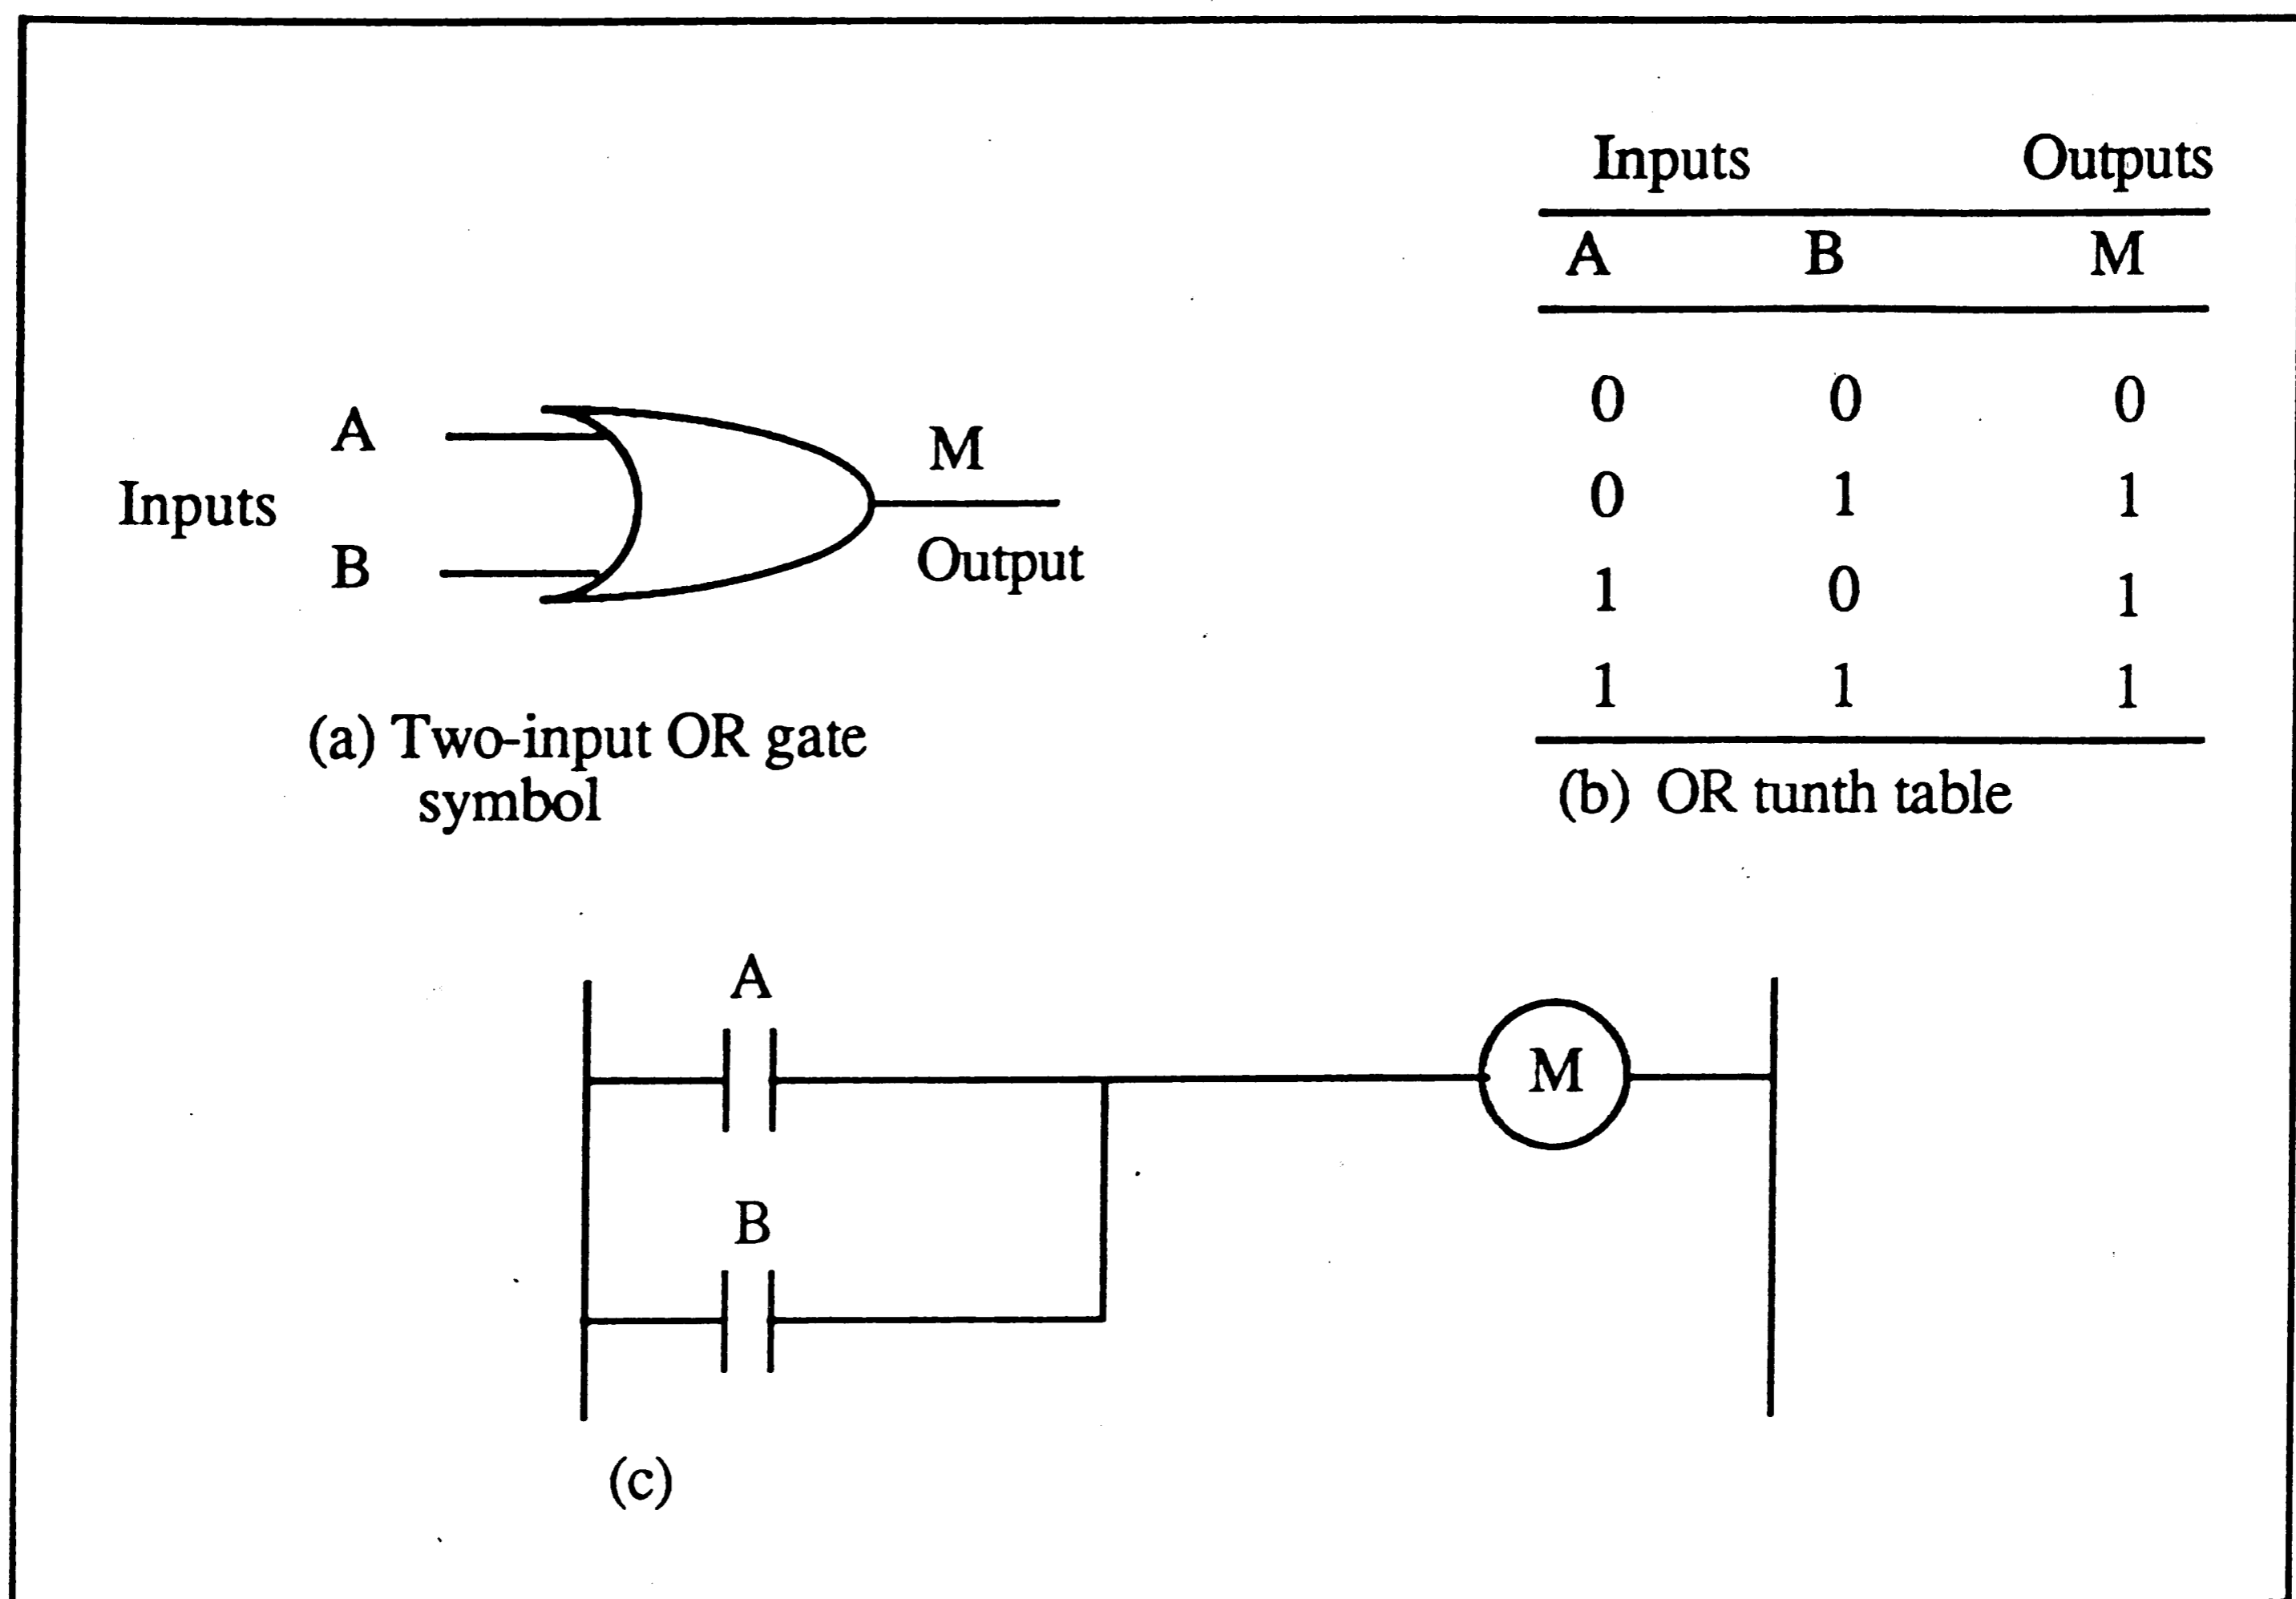 A
Inputs
B
M
Output
(a) Two-input OR gate
symbol
Inputs Outputs
A B M
0 0 0
0 1 1
1 0 1
1 1 1
(b) OR tunth table
A
M
B
(c)